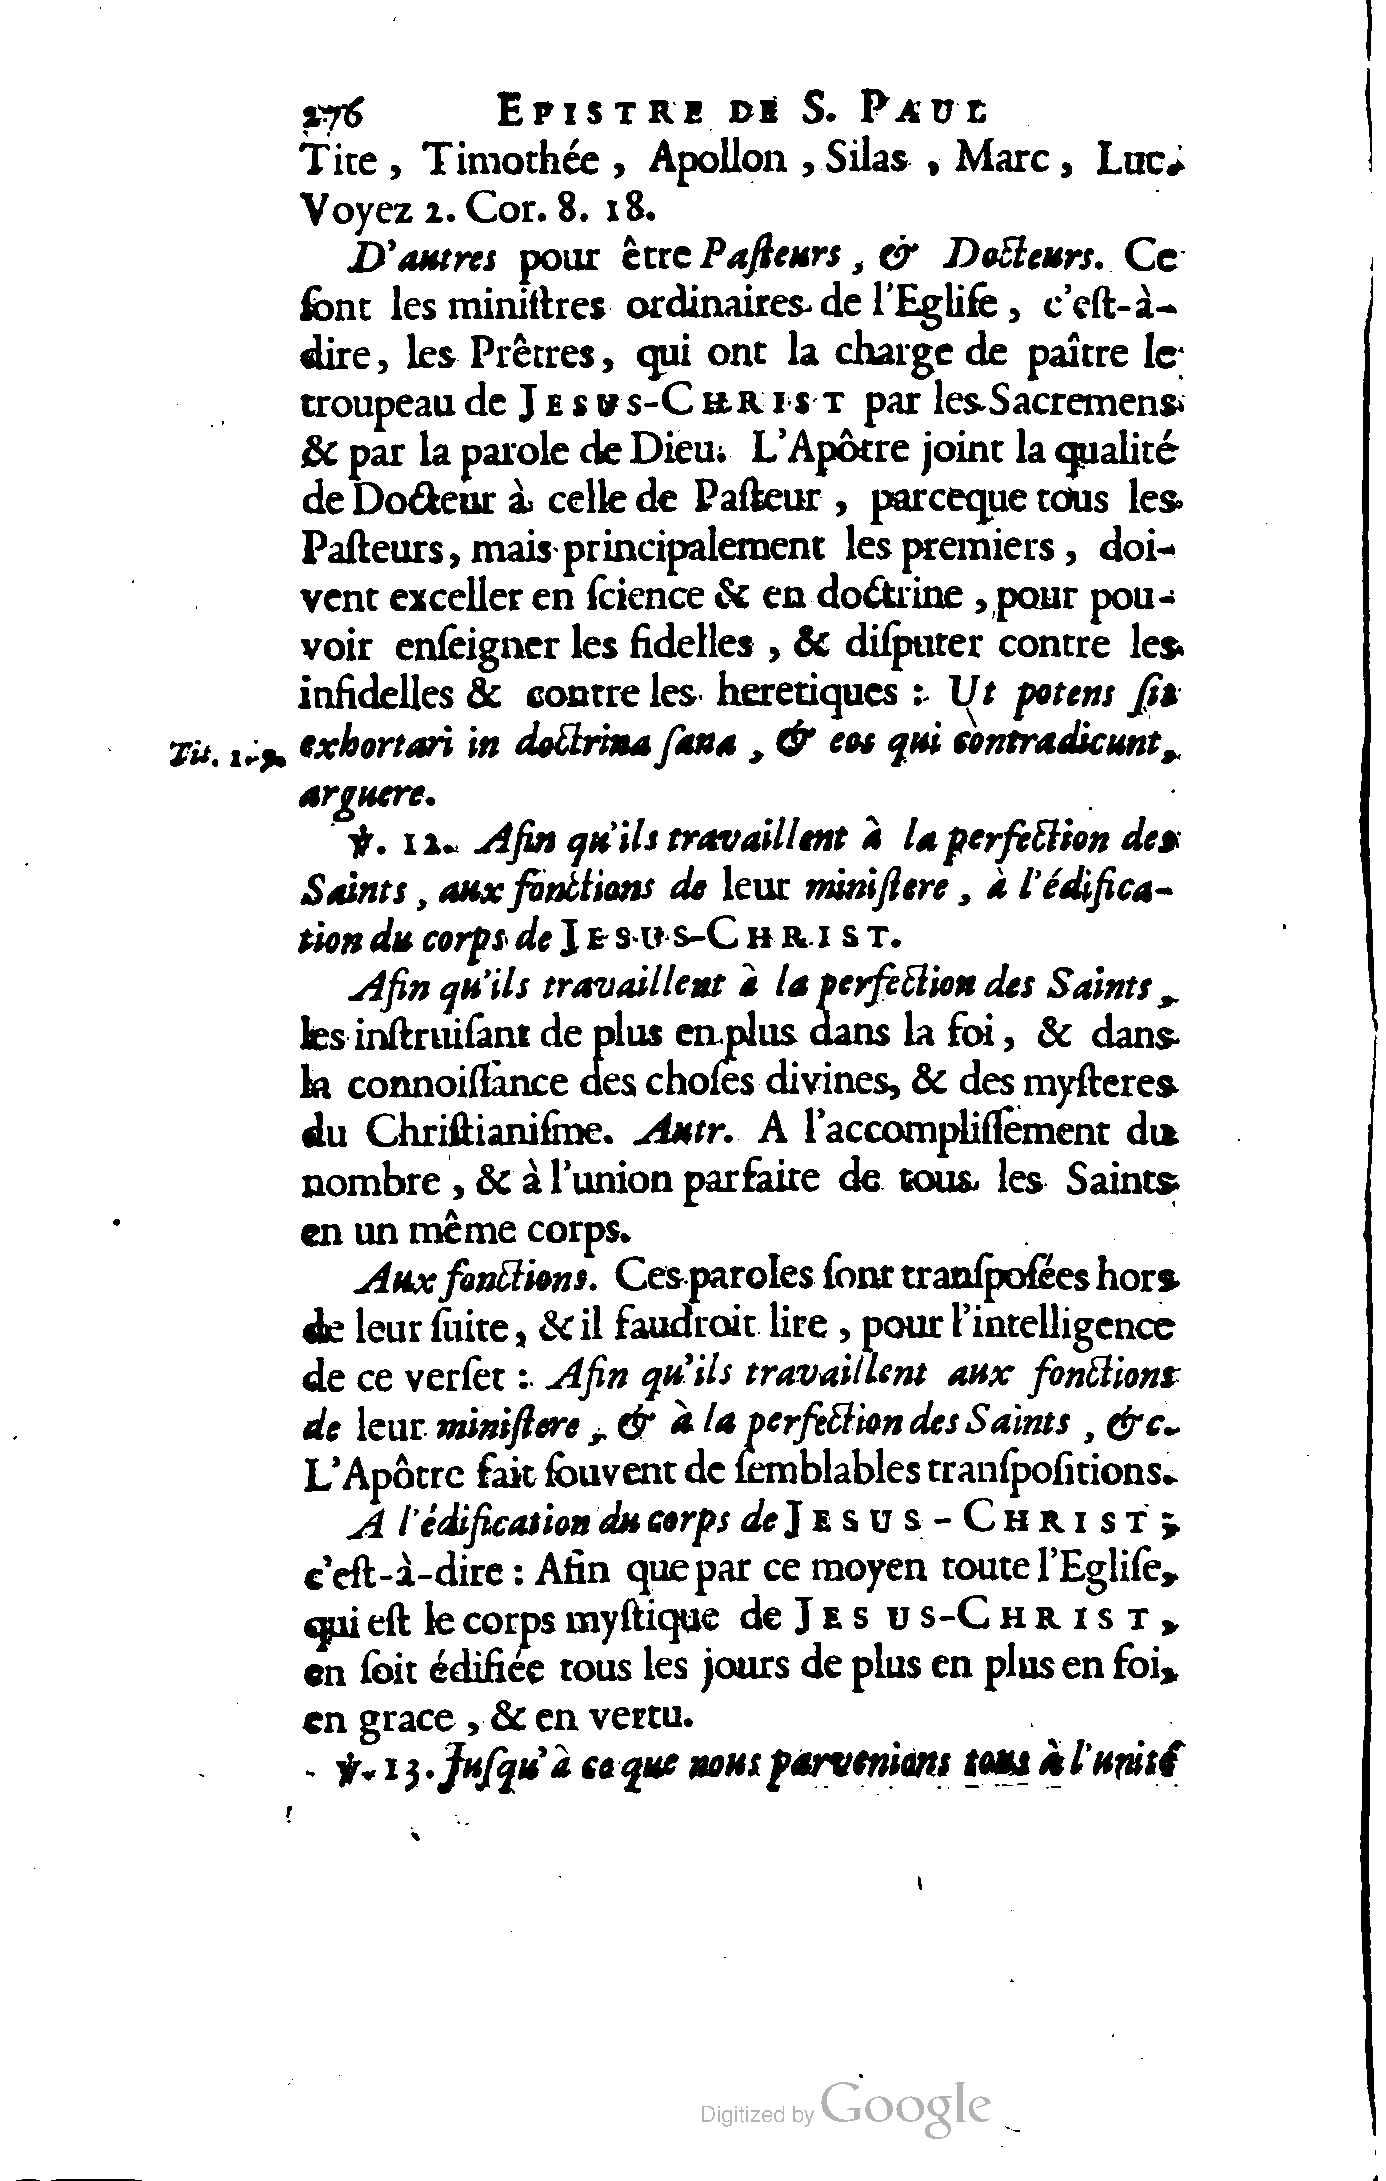 276 EPISTRE DE S. PAUL
Tite, Timothée, Apollon, Silas, Marc, Luc.
Voyez 2. Cor. 8. 18.
D'autres pour être Paſteurs, & Docteurs. Ce
ſont les miniſtres ordinaires de l'Egliſe, c'eſt-à-
dire, les Prêtres, qui ont la charge de paître le
troupeau de JESUS-CHRIST par les Sacremens
& par la parole de Dieu. L'Apôtre joint la qualité
de Docteur à celle de Paſteur, parceque tous les
Paſteurs, mais principalement les premiers, doi-
vent exceller en ſcience & en doctrine, pour pou-
voir enſeigner les fidelles, & diſputer contre les
infidelles & contre les heretiques : Ut potens ſit
Tit. 1. 9. exhortari in doctrina ſana, & eos qui contradicunt,
arguere.
℣. 12. Afin qu'ils travaillent à la perfection des
Saints, aux fonctions de leur miniſtere, à l'édifica-
tion du corps de JESUS-CHRIST.
Afin qu'ils travaillent à la perfection des Saints,
les inſtruiſant de plus en plus dans la foi, & dans
la connoiſſance des choſes divines, & des myſteres
du Chriſtianiſme. Autr. A l'accompliſſement du
nombre, & à l'union parfaite de tous les Saints
en un même corps.
Aux fonctions. Ces paroles ſont tranſpoſées hors
de leur ſuite, & il faudroit lire, pour l'intelligence
de ce verſet : Afin qu'ils travaillent aux fonctions
de leur miniſtere, & à la perfection des Saints, &c.
L'Apôtre fait ſouvent de ſemblables tranſpoſitions.
A l'édification du corps de JESUS-CHRIST;
c'eſt-à-dire : Afin que par ce moyen toute l'Egliſe,
qui eſt le corps myſtique de JESUS-CHRIST,
en ſoit édifiée tous les jours de plus en plus en foi,
en grace, & en vertu.
℣. 13. Juſqu'à ce que nous parvenions tous à l'unité
Digitized by Google